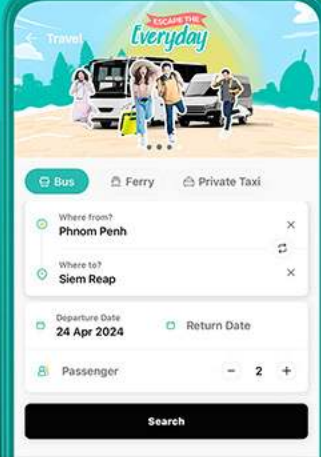 ← Travel
ESCAPE THE
Everyday
Bus
Ferry
Private Taxi
Where from?
Phnom Penh
Where to?
Siem Reap
Departure Date
24 Apr 2024
Return Date
Passenger
− 2 +
Search